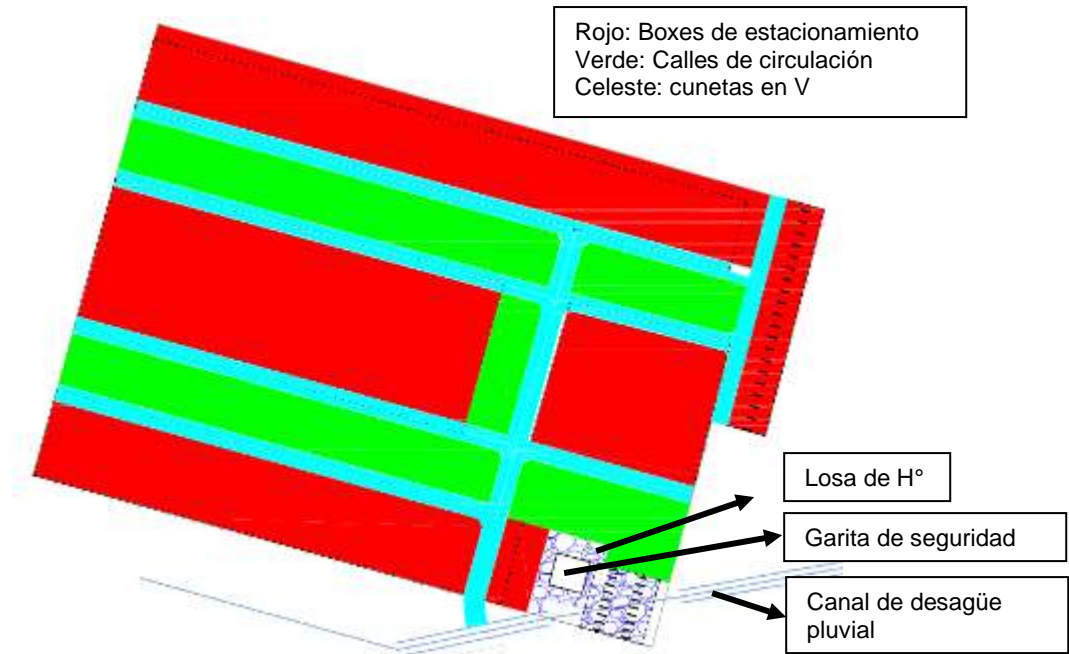 Rojo: Boxes de estacionamiento
Verde: Calles de circulación
Celeste: cunetas en V
Losa de H°
Garita de seguridad
Canal de desagüe
pluvial